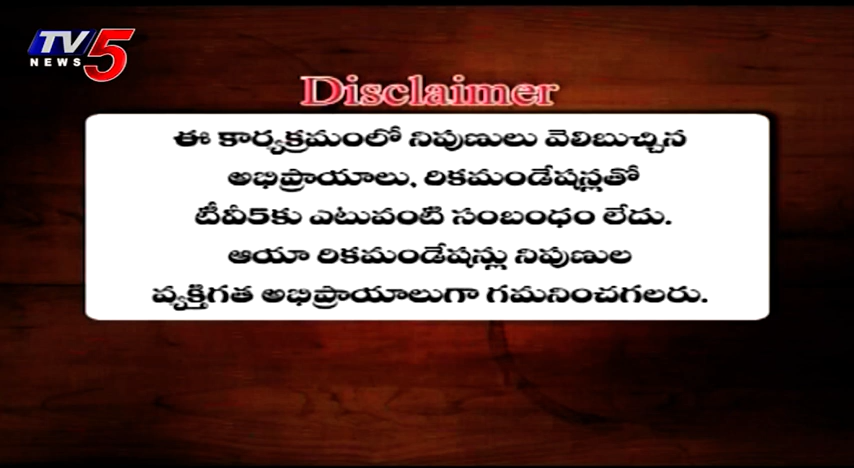 TV5
NEWS
Disclaimer
ఈ కార్యక్రమంలో నిపుణులు వెలిబుచ్చిన
అభిప్రాయాలు, రికమండేషన్లతో
టీవీ5కు ఎటువంటి సంబంధం లేదు.
ఆయా రికమండేషన్లు నిపుణుల
వ్యక్తిగత అభిప్రాయాలుగా గమనించగలరు.